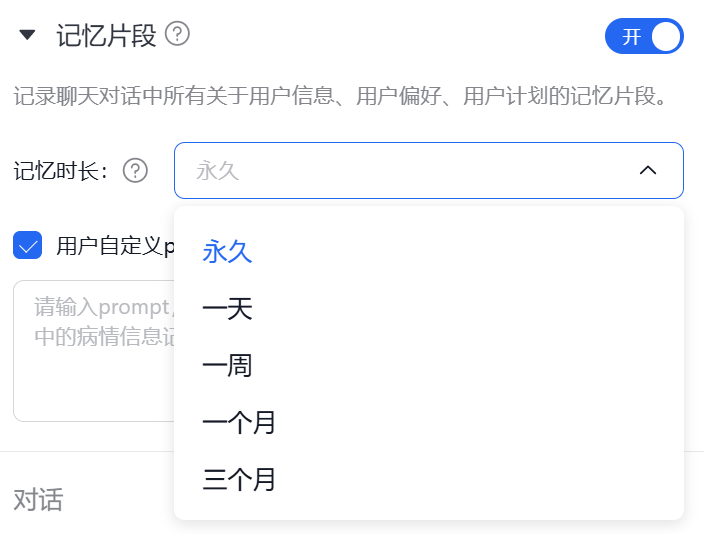 记忆片段 ?
开
记录聊天对话中所有关于用户信息、用户偏好、用户计划的记忆片段。
记忆时长： ?
永久
永久
一天
一周
一个月
三个月
用户自定义p
请输入prompt，
中的病情信息记
对话